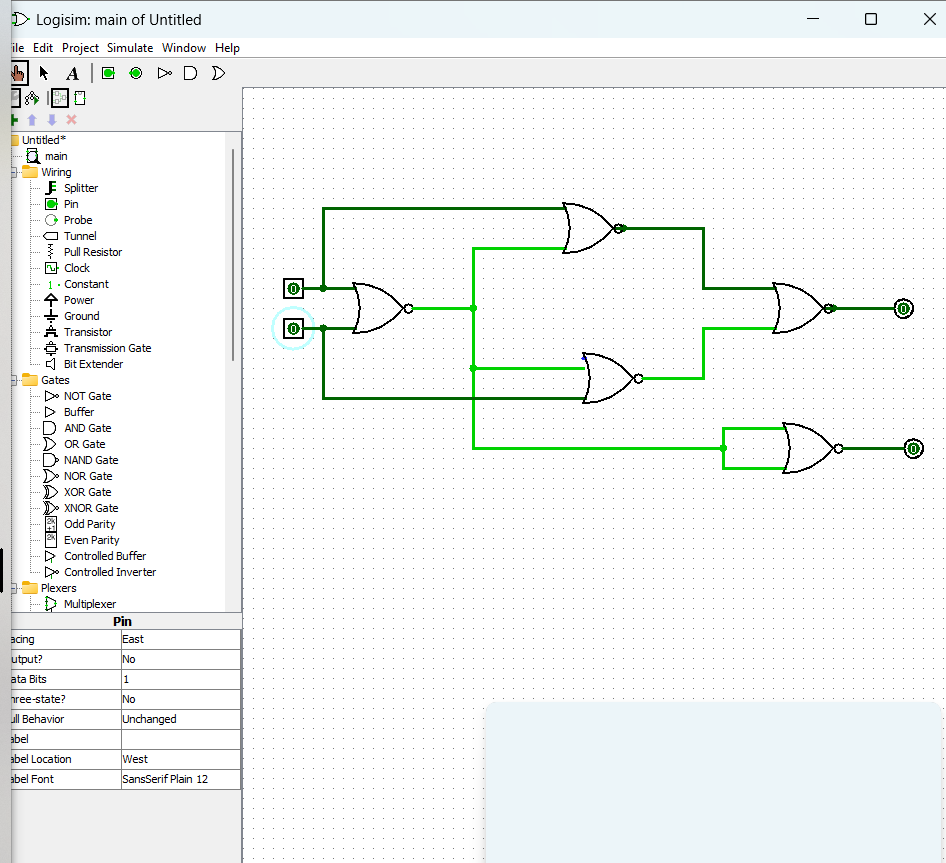 Logisim: main of Untitled
ile Edit Project Simulate Window Help
A
Untitled*
main
Wiring
Splitter
Pin
Probe
Tunnel
Pull Resistor
Clock
1 Constant
Power
Ground
Transistor
Transmission Gate
Bit Extender
Gates
NOT Gate
Buffer
AND Gate
OR Gate
NAND Gate
NOR Gate
XOR Gate
XNOR Gate
2k +1 Odd Parity
2k Even Parity
Controlled Buffer
Controlled Inverter
Plexers
Multiplexer
Pin
acing East
utput? No
ata Bits 1
hree-state? No
ull Behavior Unchanged
abel
abel Location West
abel Font SansSerif Plain 12
0
0
0
0